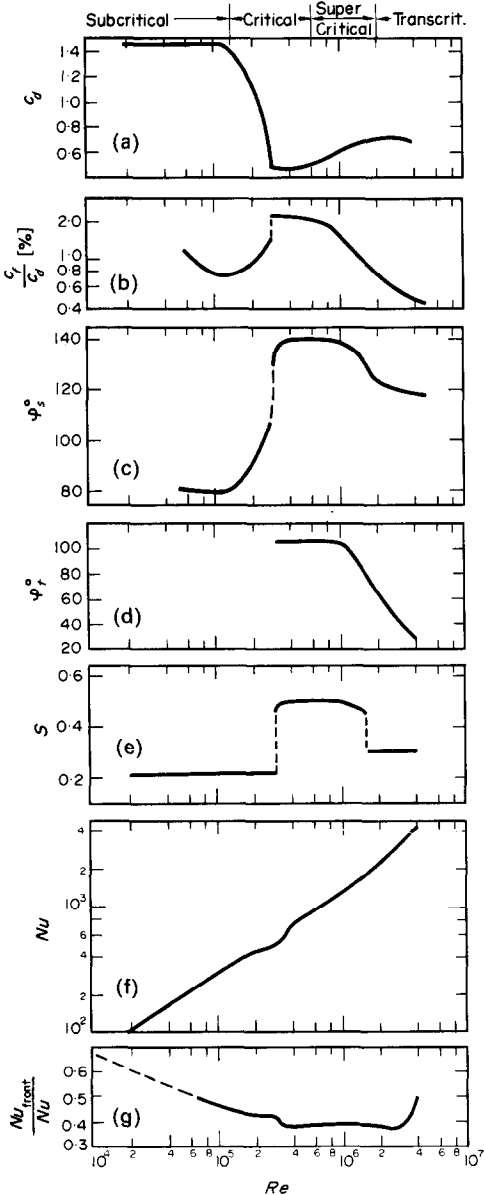 Subcritical Critical Super Critical Transcrit.
1·4
1·2
1·0
0·8
0·6
c_d
(a)
2·0
1·0
0·8
0·6
0·4
c_f/c_d [%]
(b)
140
120
100
80
φ°_s
(c)
100
80
60
40
20
φ°_t
(d)
0·6
0·4
0·2
S
(e)
4
2
10³
6
4
2
10²
Nu
(f)
0·6
0·5
0·4
0·3
Nu_front/Nu
(g)
10⁴ 2 4 6 8 10⁵ 2 4 6 8 10⁶ 2 4 6 8 10⁷
Re